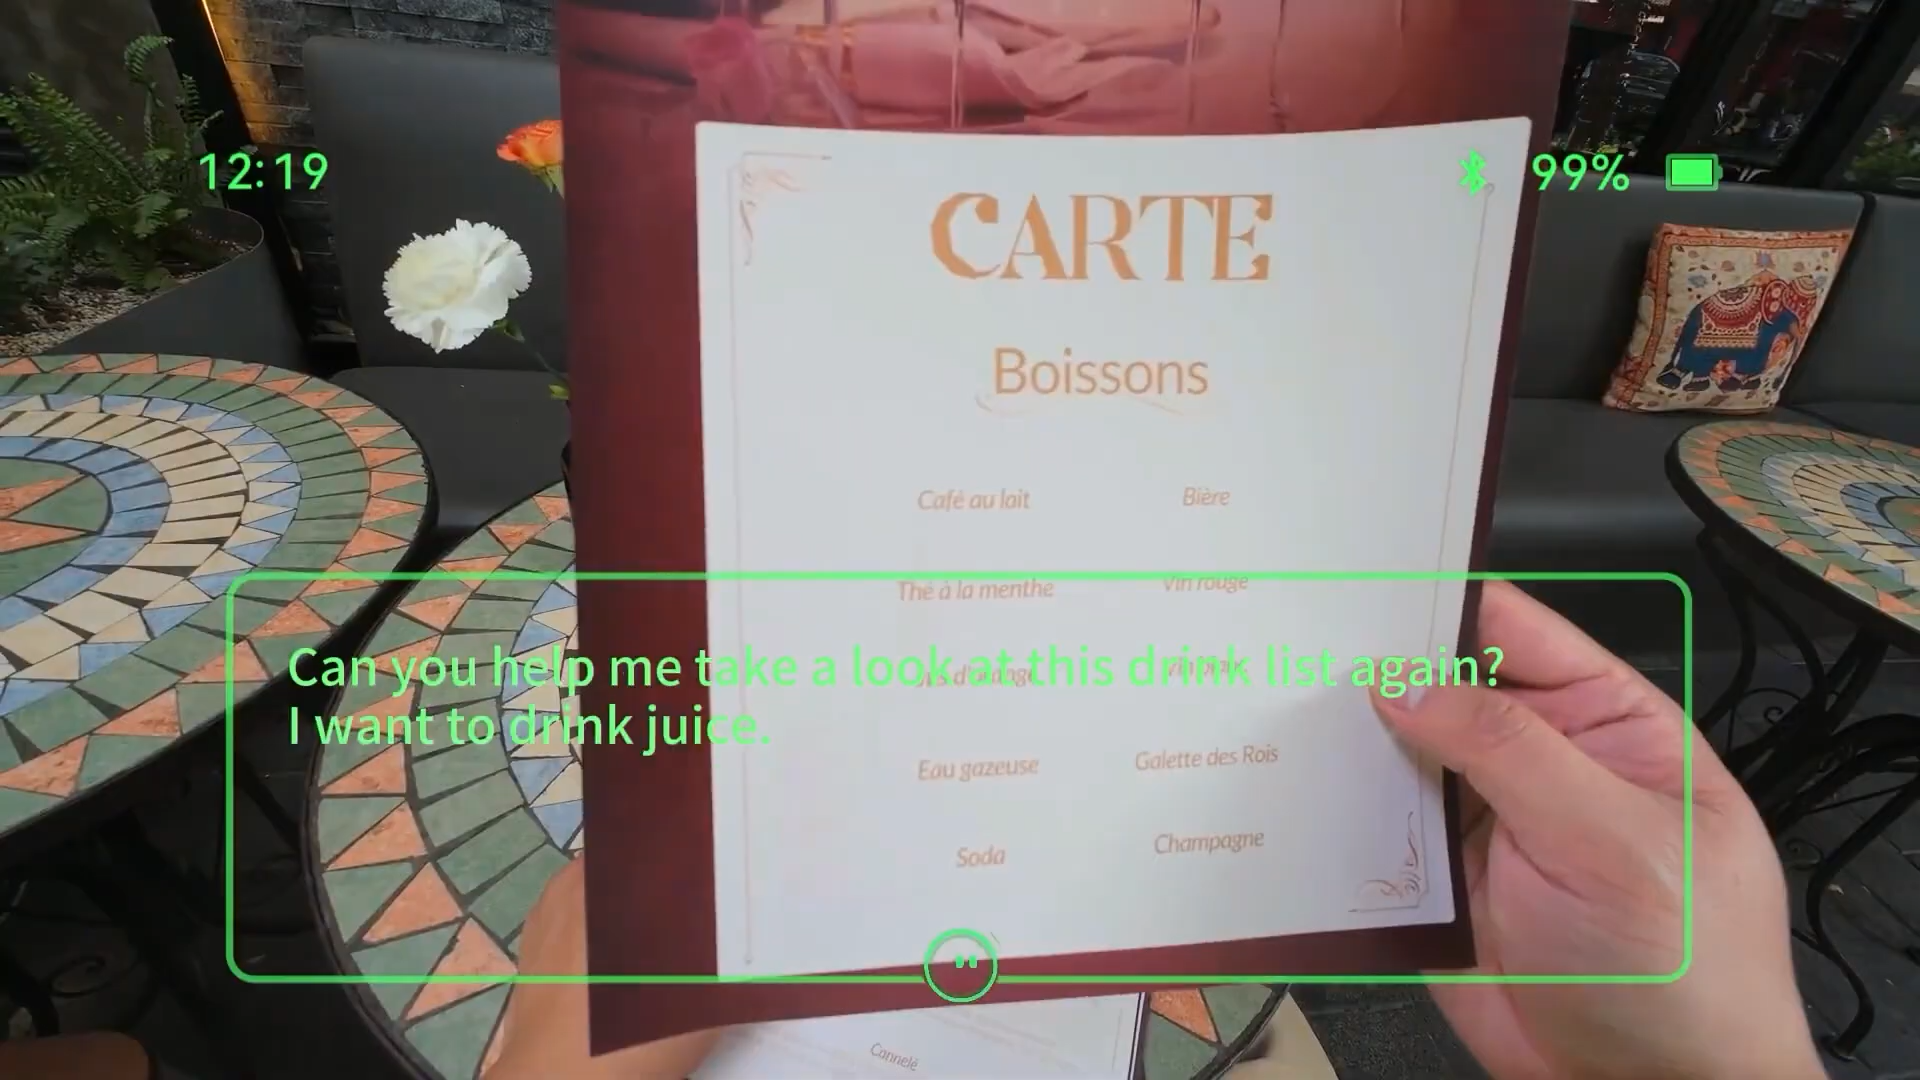 12:19
99%
CARTE
Boissons
Café au lait
Bière
Thé à la menthe
Vin rouge
Can you help me take a look at this drink list again?
I want to drink juice.
Eau gazeuse
Galette des Rois
Soda
Champagne
Cannelé